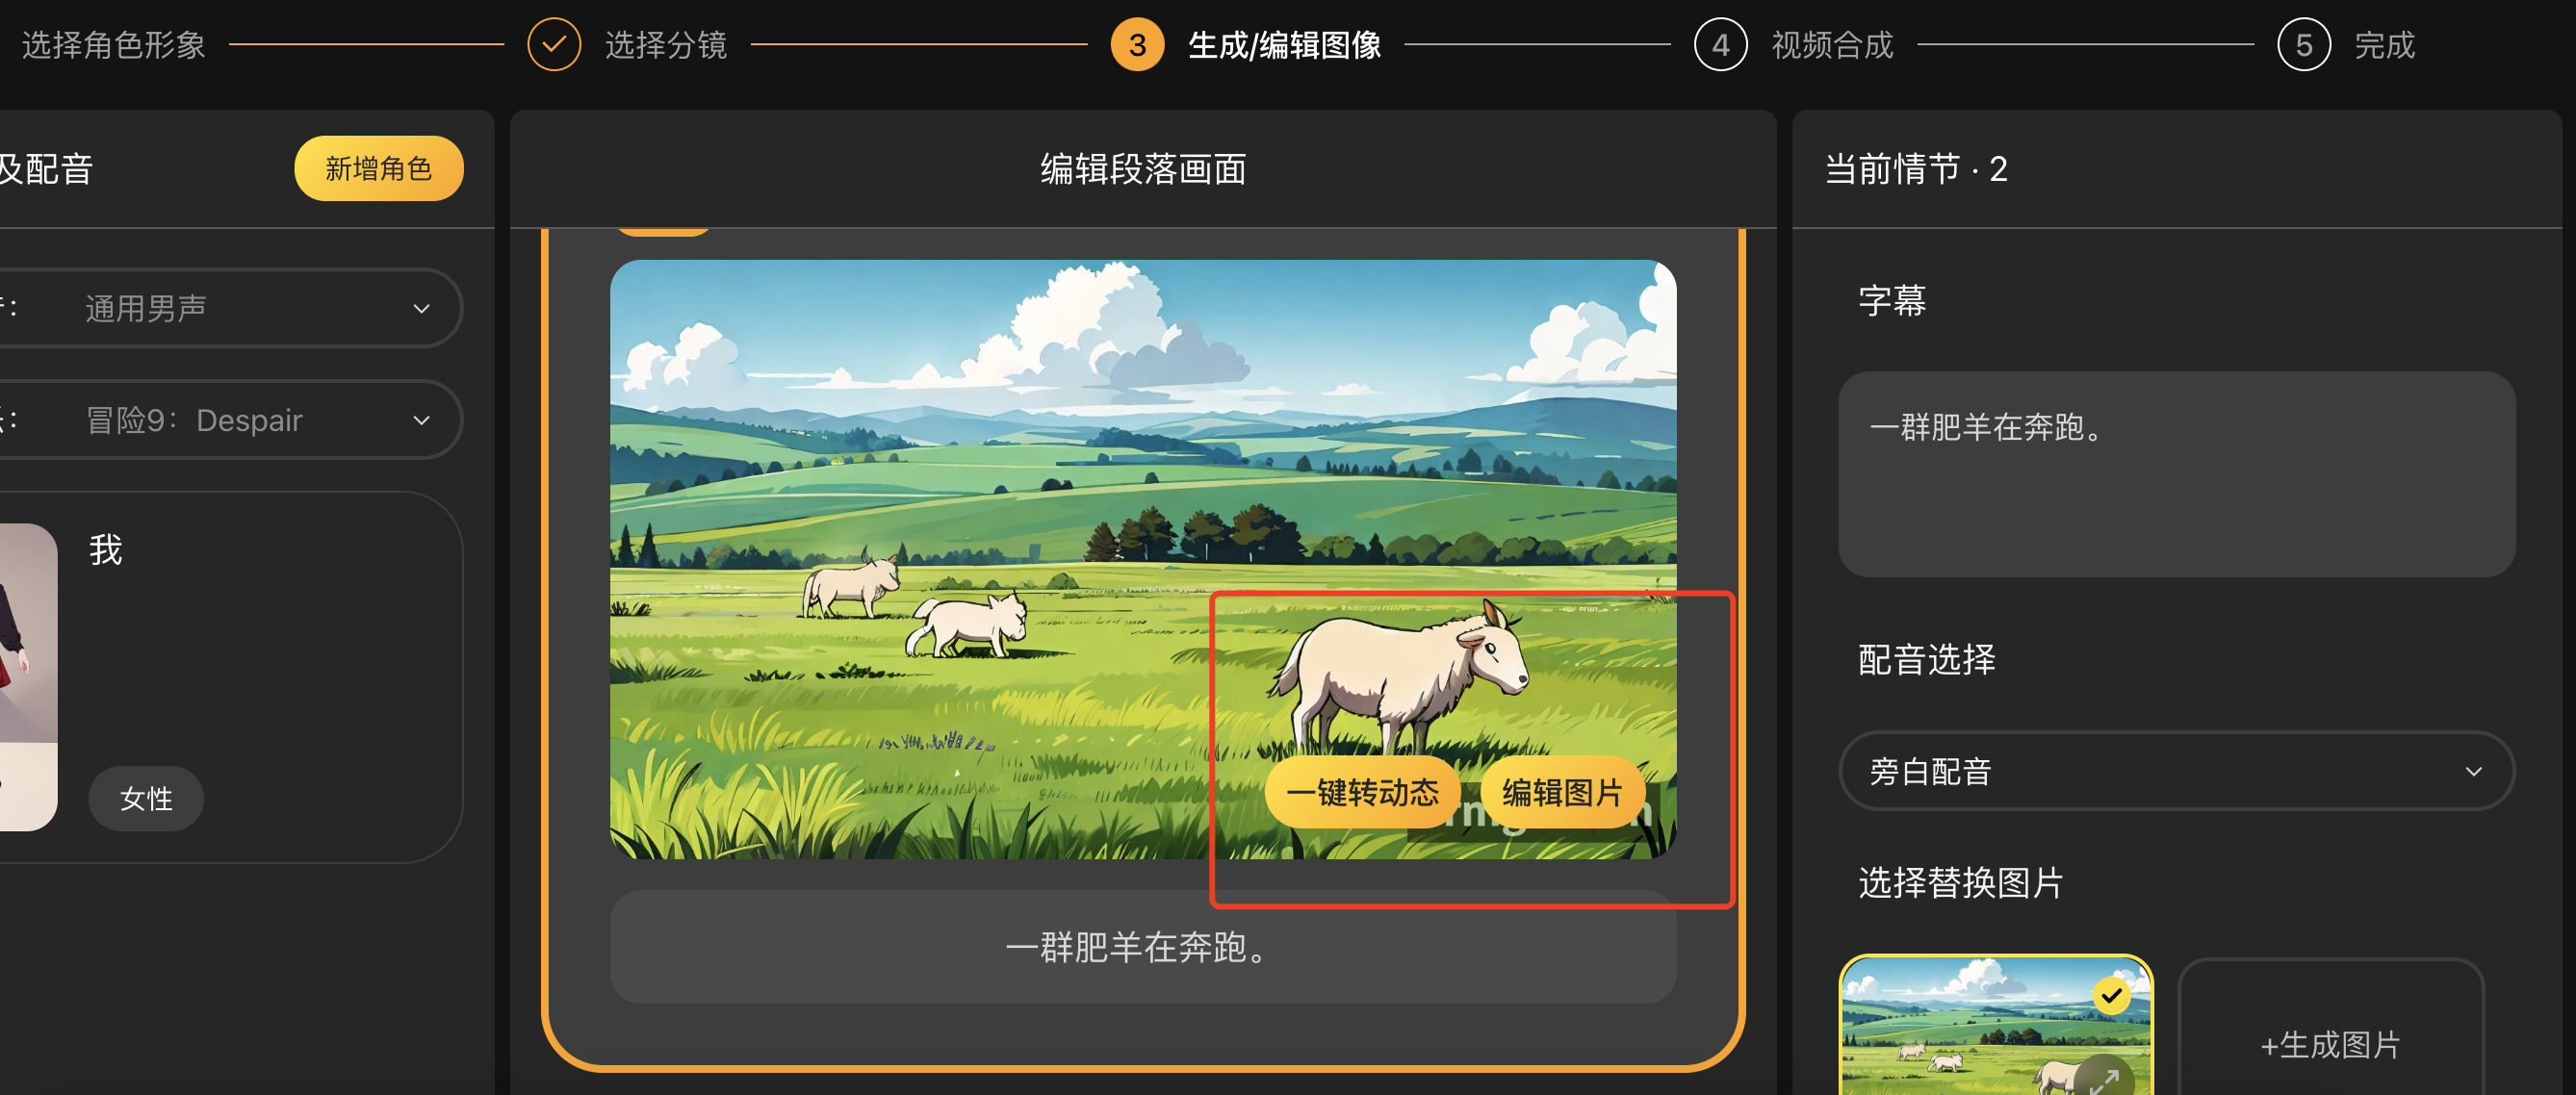 选择角色形象
选择分镜
3 生成/编辑图像
4 视频合成
5 完成
及配音
新增角色
通用男声
冒险9：Despair
我
女性
编辑段落画面
一键转动态
编辑图片
一群肥羊在奔跑。
当前情节 · 2
字幕
一群肥羊在奔跑。
配音选择
旁白配音
选择替换图片
+生成图片